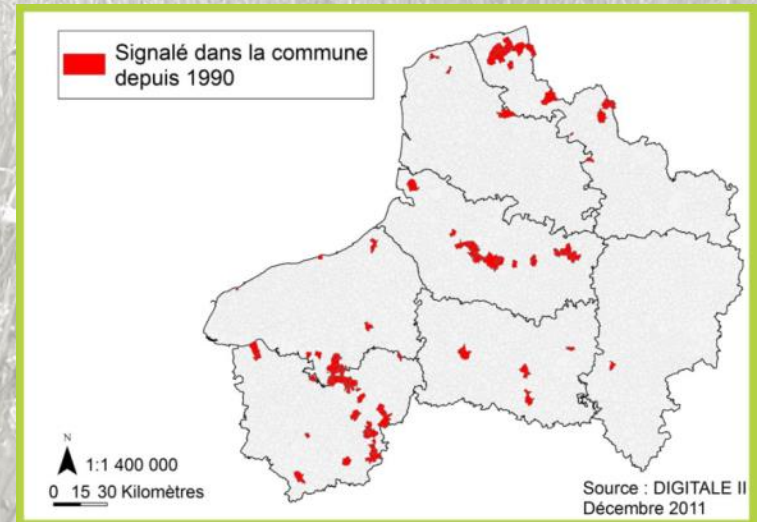 Signalé dans la commune
depuis 1990
N
1:1 400 000
0 15 30 Kilomètres
Source : DIGITALE II
Décembre 2011